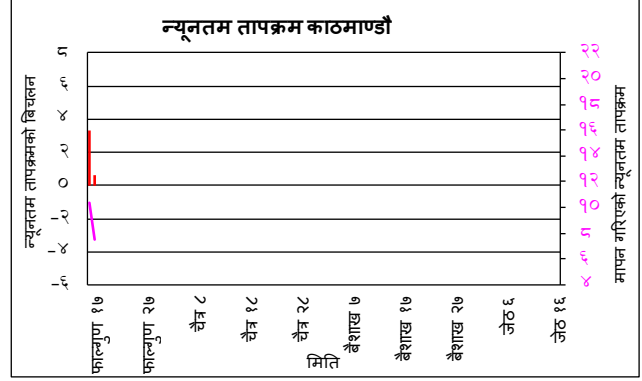 न्यूनतम तापक्रम काठमाण्डौ
न्यूनतम तापक्रमको बिचलन
८
६
४
२
०
-२
-४
-६
२२
२०
१८
१६
१४
१२
१०
८
६
४
मापन गरिएको न्यूनतम तापक्रम
फाल्गुण १७
फाल्गुण २७
चैत्र ८
चैत्र १८
चैत्र २८
बैशाख ७
बैशाख १७
बैशाख २७
जेठ ६
जेठ १६
मिति